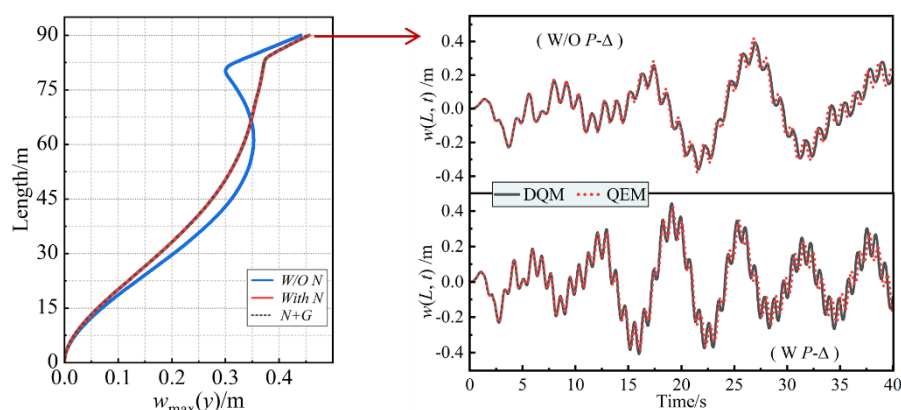 90
75
60
45
30
15
0
Length/m
W/O N
With N
N+G
0.0 0.1 0.2 0.3 0.4
wmax(y)/m
0.4
0.2
0.0
-0.2
-0.4
w(L, t) /m
( W/O P-Δ )
DQM QEM
0.4
0.2
0.0
-0.2
-0.4
w(L, t) /m
( W P-Δ )
0 5 10 15 20 25 30 35 40
Time/s